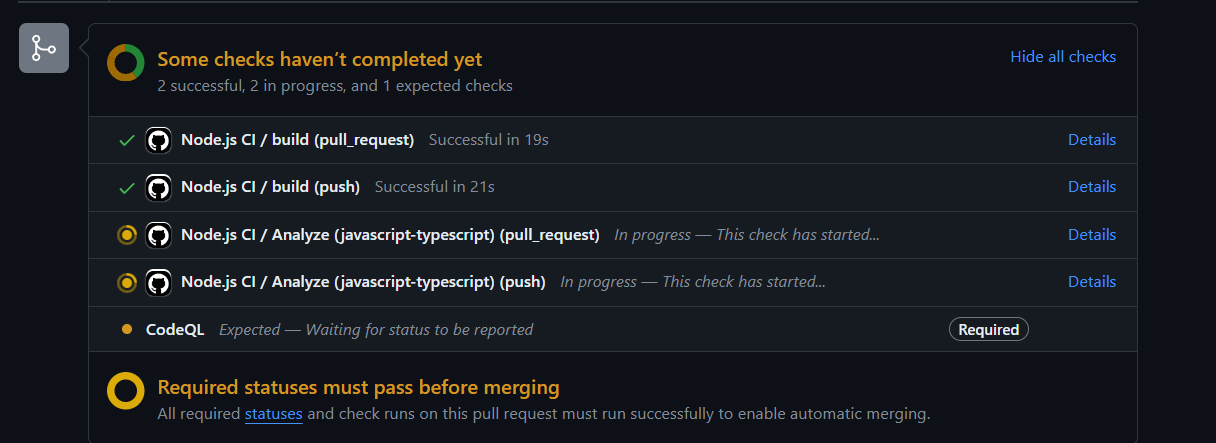 Some checks haven’t completed yet
Hide all checks
2 successful, 2 in progress, and 1 expected checks
Node.js CI / build (pull_request) Successful in 19s Details
Node.js CI / build (push) Successful in 21s Details
Node.js CI / Analyze (javascript-typescript) (pull_request) In progress — This check has started... Details
Node.js CI / Analyze (javascript-typescript) (push) In progress — This check has started... Details
CodeQL Expected — Waiting for status to be reported Required
Required statuses must pass before merging
All required statuses and check runs on this pull request must run successfully to enable automatic merging.